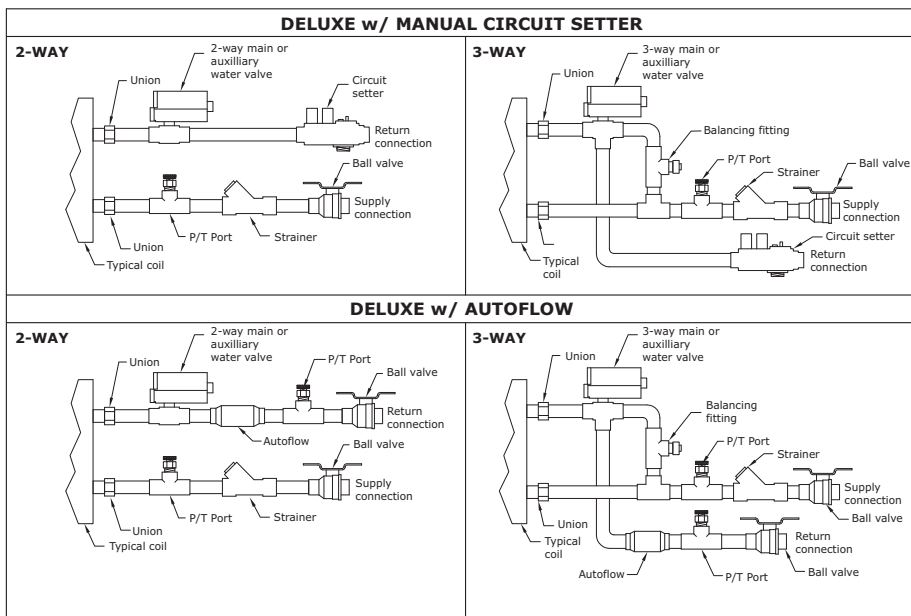 DELUXE w/ MANUAL CIRCUIT SETTER
2-WAY
2-way main or
auxilliary
water valve
Union
Circuit
setter
Return
connection
Ball valve
Supply
connection
P/T Port
Strainer
Union
Typical coil
3-WAY
3-way main or
auxilliary
water valve
Union
Balancing fitting
P/T Port
Strainer
Ball valve
Supply
connection
Circuit setter
Return
connection
Typical
coil
DELUXE w/ AUTOFLOW
2-WAY
2-way main or
auxilliary
water valve
Union
P/T Port
Ball valve
Return
connection
Autoflow
Ball valve
Supply
connection
P/T Port
Strainer
Union
Typical coil
3-WAY
3-way main or
auxilliary
water valve
Union
Balancing
fitting
P/T Port
Strainer
Supply
connection
Ball valve
Union
Typical
coil
Return
connection
Autoflow
P/T Port
Ball valve